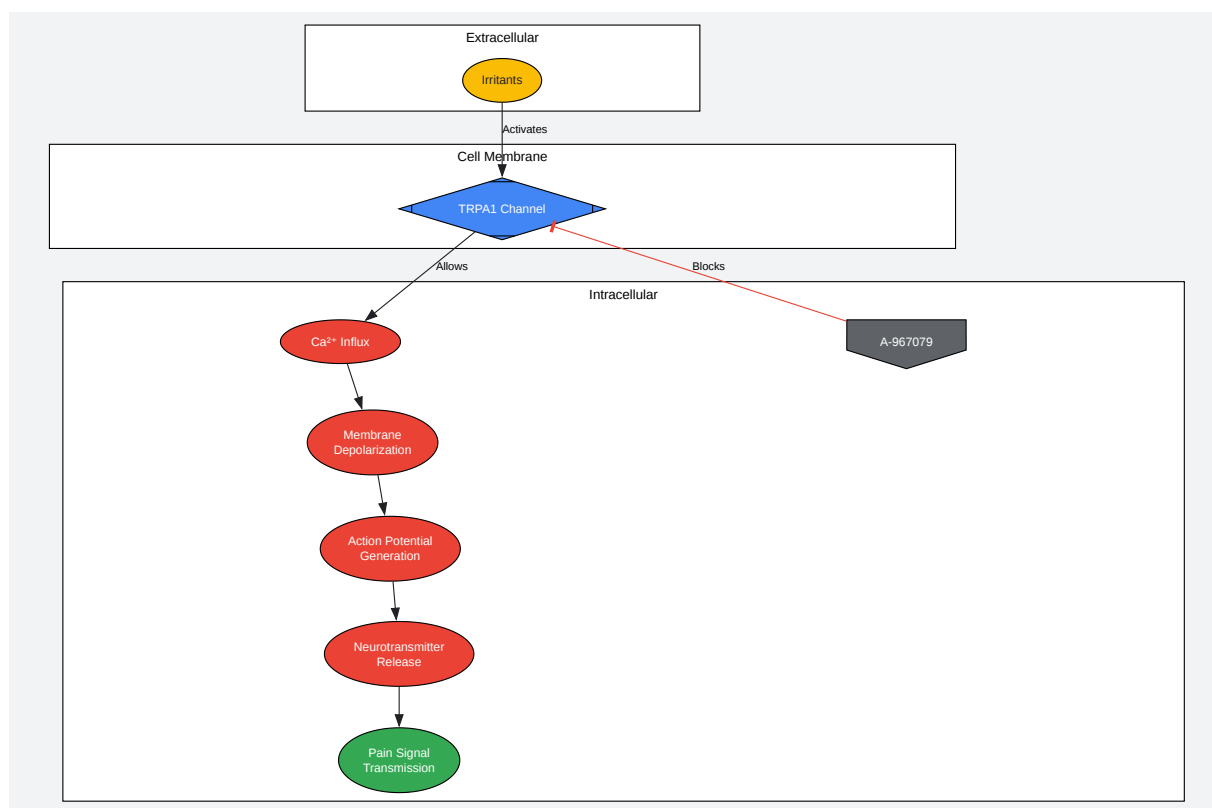 Extracellular
Irritants
Activates
Cell Membrane
TRPA1 Channel
Allows
Blocks
Intracellular
Ca²⁺ Influx
A-967079
Membrane
Depolarization
Action Potential
Generation
Neurotransmitter
Release
Pain Signal
Transmission